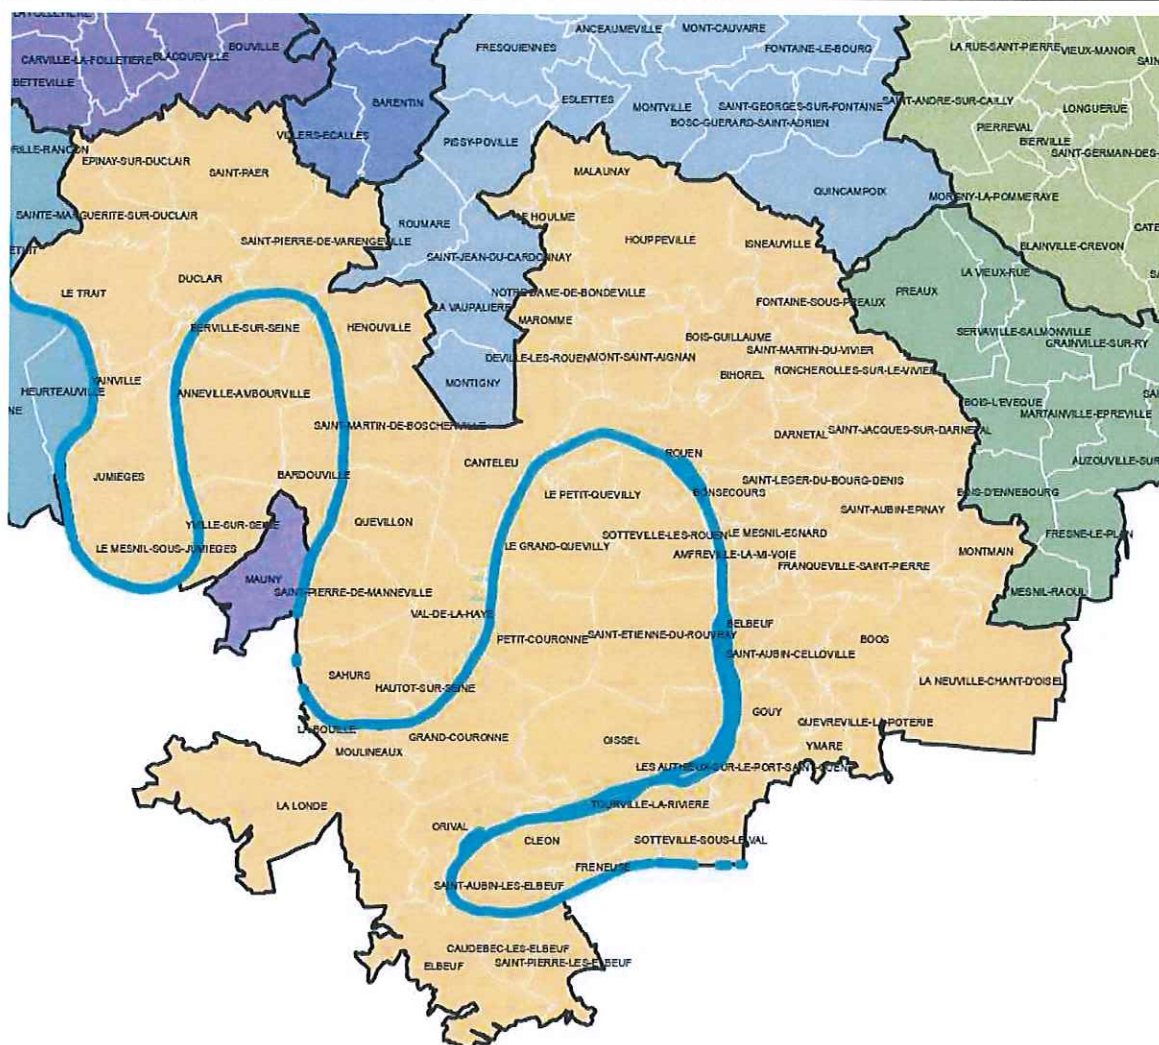 ANCEAUMEVILLE
MONT-CAUVAIRE
BOUVILLE
FRESQUIENNES
FONTAINE-LE-BOURG
LA RUE-SAINT-PIERRE
VIEUX-MANOIR
CARVILLE-LA-FOLLETIERE
BLACQUEVILLE
BETTEVILLE
BARENTIN
ESLETTES
MONTVILLE
SAINT-GEORGES-SUR-FONTAINE
SAINT-ANDRE-SUR-CAILLY
LONGUERUE
BOSC-GUERARD-SAINT-ADRIEN
PIERREVAL
VILLERS-ECALLES
PISSY-POVILLE
BIERVILLE
SAINT-GERMAIN-DES-
EPINAY-SUR-DUCLAIR
SAINT-PAER
MALAUNAY
QUINCAMPOIX
MORGNY-LA-POMMERAYE
SAINTE-MARGUERITE-SUR-DUCLAIR
ROUMARE
LE HOULME
CATE
SAINT-PIERRE-DE-VARENGEVILLE
HOUPPEVILLE
ISNEAUVILLE
BLAINVILLE-CREVON
SAINT-JEAN-DU-CARDONNAY
LA VIEUX-RUE
DUCLAIR
PREAUX
LE TRAIT
NOTRE-DAME-DE-BONDEVILLE
FONTAINE-SOUS-PREAUX
LA VAUPALIERE
MAROMME
BERVILLE-SUR-SEINE
HENOUVILLE
SERVAVILLE-SALMONVILLE
BOIS-GUILLAUME
GRAINVILLE-SUR-RY
SAINT-MARTIN-DU-VIVIER
DEVILLE-LES-ROUEN
MONT-SAINT-AIGNAN
RONCHEROLLES-SUR-LE-VIVIER
BIHOREL
YAINVILLE
MONTIGNY
HEURTEAUVILLE
ANNEVILLE-AMBOURVILLE
BOIS-L'EVEQUE
MARTAINVILLE-EPREVILLE
SAINT-MARTIN-DE-BOSCHERVILLE
DARNETAL
SAINT-JACQUES-SUR-DARNETAL
ROUEN
CANTELEU
AUZOUVILLE-SUR-
JUMIEGES
BARDOUVILLE
SAINT-LEGER-DU-BOURG-DENIS
LE PETIT-QUEVILLY
BONSECOURS
BOIS-D'ENNEBOURG
SAINT-AUBIN-EPINAY
YVILLE-SUR-SEINE
QUEVILLON
SOTTEVILLE-LES-ROUEN
LE MESNIL-ESNARD
FRESNE-LE-PLAN
LE MESNIL-SOUS-JUMIEGES
LE GRAND-QUEVILLY
AMFREVILLE-LA-MI-VOIE
MONTMAIN
FRANQUEVILLE-SAINT-PIERRE
MAUNY
SAINT-PIERRE-DE-MANNEVILLE
MESNIL-RAOUL
VAL-DE-LA-HAYE
BELBEUF
PETIT-COURONNE
SAINT-ETIENNE-DU-ROUVRAY
BOOS
SAINT-AUBIN-CELLOVILLE
SAHURS
HAUTOT-SUR-SEINE
LA NEUVILLE-CHANT-D'OISEL
GOUY
QUEVREVILLE-LA-POTERIE
LA BOUILLE
GRAND-COURONNE
OISSEL
YMARE
MOULINEAUX
LES AUTHIEUX-SUR-LE-PORT-SAINT-OUEN
LA LONDE
TOURVILLE-LA-RIVIERE
ORIVAL
CLEON
SOTTEVILLE-SOUS-LE-VAL
FRENEUSE
SAINT-AUBIN-LES-ELBEUF
CAUDEBEC-LES-ELBEUF
ELBEUF
SAINT-PIERRE-LES-ELBEUF